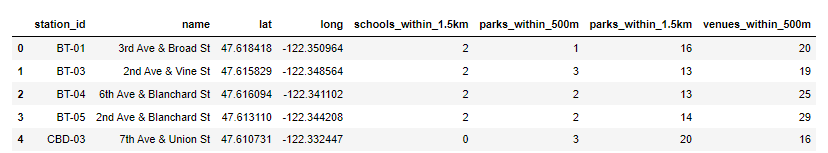 station_id name lat long schools_within_1.5km parks_within_500m parks_within_1.5km venues_within_500m
0 BT-01 3rd Ave & Broad St 47.618418 -122.350964 2 1 16 20
1 BT-03 2nd Ave & Vine St 47.615829 -122.348564 2 3 13 19
2 BT-04 6th Ave & Blanchard St 47.616094 -122.341102 2 2 13 25
3 BT-05 2nd Ave & Blanchard St 47.613110 -122.344208 2 2 14 29
4 CBD-03 7th Ave & Union St 47.610731 -122.332447 0 3 20 16